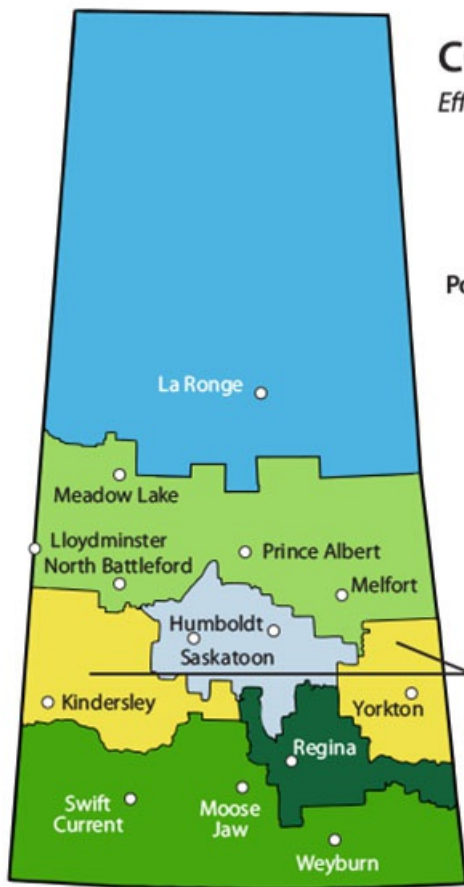 C
Eff
Po
La Ronge
Meadow Lake
Lloydminster
North Battleford
Prince Albert
Melfort
Humboldt
Saskatoon
Kindersley
Yorkton
Regina
Swift
Current
Moose
Jaw
Weyburn